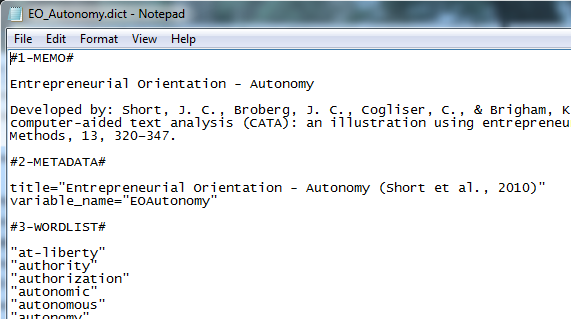 EO_Autonomy.dict - Notepad
File Edit Format View Help
#1-MEMO#
Entrepreneurial Orientation - Autonomy
Developed by: Short, J. C., Broberg, J. C., Cogliser, C., & Brigham, K
computer-aided text analysis (CATA): an illustration using entrepreneu
Methods, 13, 320-347.
#2-METADATA#
title="Entrepreneurial Orientation - Autonomy (Short et al., 2010)"
variable_name="EOAutonomy"
#3-WORDLIST#
"at-liberty"
"authority"
"authorization"
"autonomic"
"autonomous"
"autonomy"